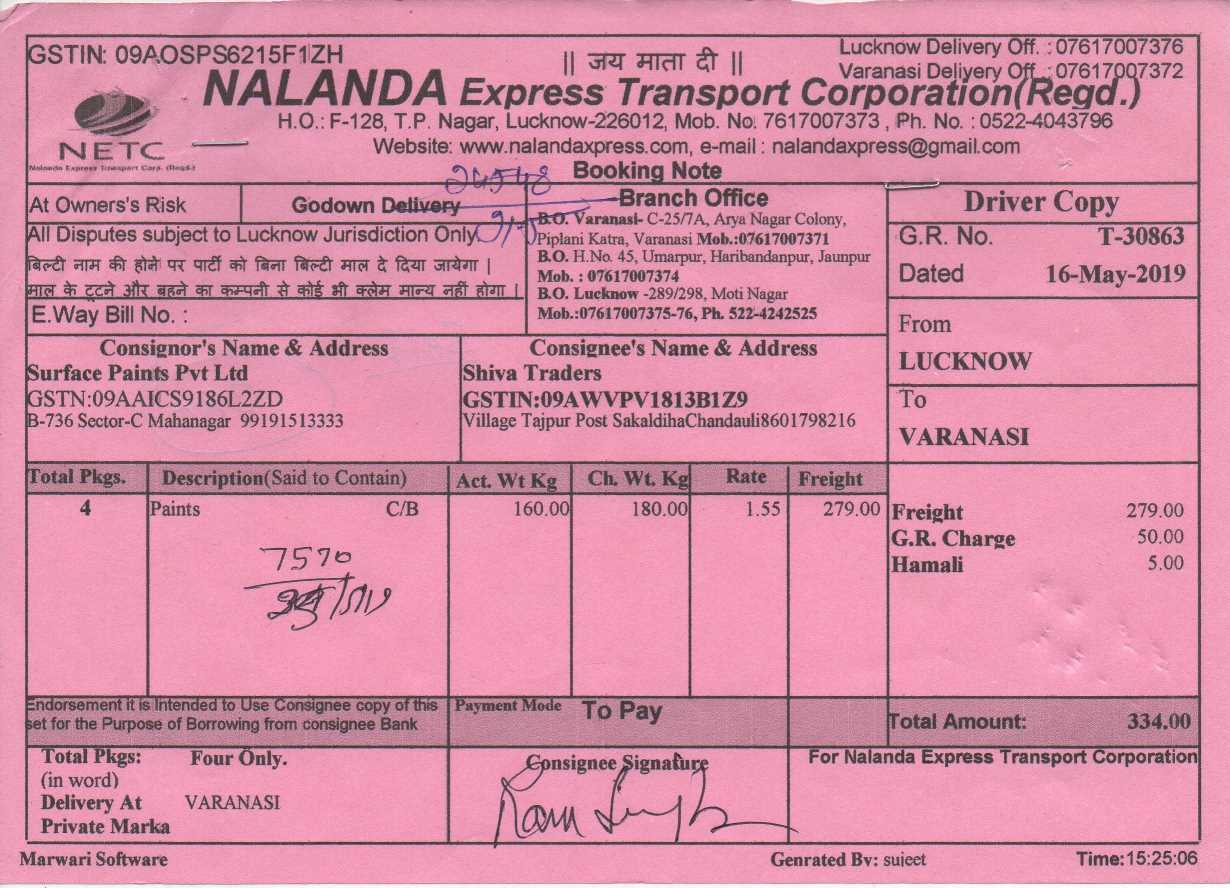 GSTIN: 09AOSPS6215F1ZH
|| जय माता दी ||
Lucknow Delivery Off. : 07617007376
Varanasi Delivery Off. : 07617007372
NALANDA Express Transport Corporation(Regd.)
H.O.: F-128, T.P. Nagar, Lucknow-226012, Mob. No. 7617007373 , Ph. No. : 0522-4043796
Website: www.nalandaxpress.com, e-mail : nalandaxpress@gmail.com
NETC
Nalanda Express Transport Corp. (Regd.)
Booking Note
At Owners's Risk
Godown Delivery
All Disputes subject to Lucknow Jurisdiction Only.
बिल्टी नाम की होने पर पार्टी को बिना बिल्टी माल दे दिया जायेगा |
माल के टूटने और बहने का कम्पनी से कोई भी क्लेम मान्य नहीं होगा |
E.Way Bill No. :
Branch Office
B.O. Varanasi- C-25/7A, Arya Nagar Colony,
Piplani Katra, Varanasi Mob.:07617007371
B.O. H.No. 45, Umarpur, Haribandanpur, Jaunpur
Mob. : 07617007374
B.O. Lucknow -289/298, Moti Nagar
Mob.:07617007375-76, Ph. 522-4242525
Driver Copy
G.R. No. T-30863
Dated 16-May-2019
From
LUCKNOW
To
VARANASI
Consignor's Name & Address
Surface Paints Pvt Ltd
GSTN:09AAICS9186L2ZD
B-736 Sector-C Mahanagar 99191513333
Consignee's Name & Address
Shiva Traders
GSTIN:09AWVPV1813B1Z9
Village Tajpur Post SakaldihaChandauli8601798216
Total Pkgs. Description(Said to Contain) Act. Wt Kg Ch. Wt. Kg Rate Freight
4 Paints C/B 160.00 180.00 1.55 279.00
7570
Freight 279.00
G.R. Charge 50.00
Hamali 5.00
Endorsement it is Intended to Use Consignee copy of this
set for the Purpose of Borrowing from consignee Bank
Payment Mode To Pay
Total Amount: 334.00
Total Pkgs: Four Only.
(in word)
Delivery At VARANASI
Private Marka
Consignee Signature
Ram Singh
For Nalanda Express Transport Corporation
Marwari Software
Genrated By: sujeet
Time:15:25:06